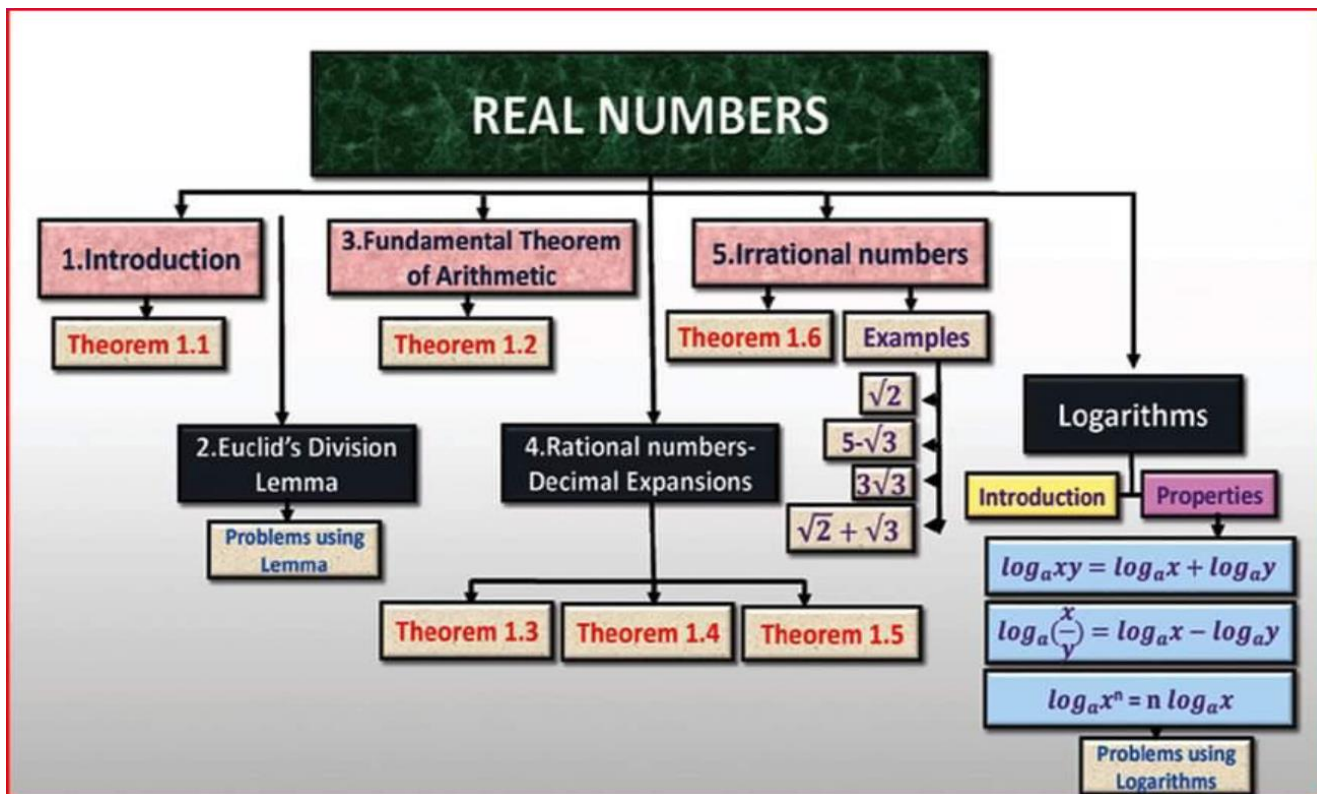 REAL NUMBERS
1.Introduction
Theorem 1.1
2.Euclid's Division
Lemma
Problems using
Lemma
3.Fundamental Theorem
of Arithmetic
Theorem 1.2
4.Rational numbers-
Decimal Expansions
Theorem 1.3
Theorem 1.4
Theorem 1.5
5.Irrational numbers
Theorem 1.6
Examples
√2
5-√3
3√3
√2 + √3
Logarithms
Introduction
Properties
logₐxy = logₐx + logₐy
logₐ(x/y) = logₐx − logₐy
logₐxⁿ = n logₐx
Problems using
Logarithms